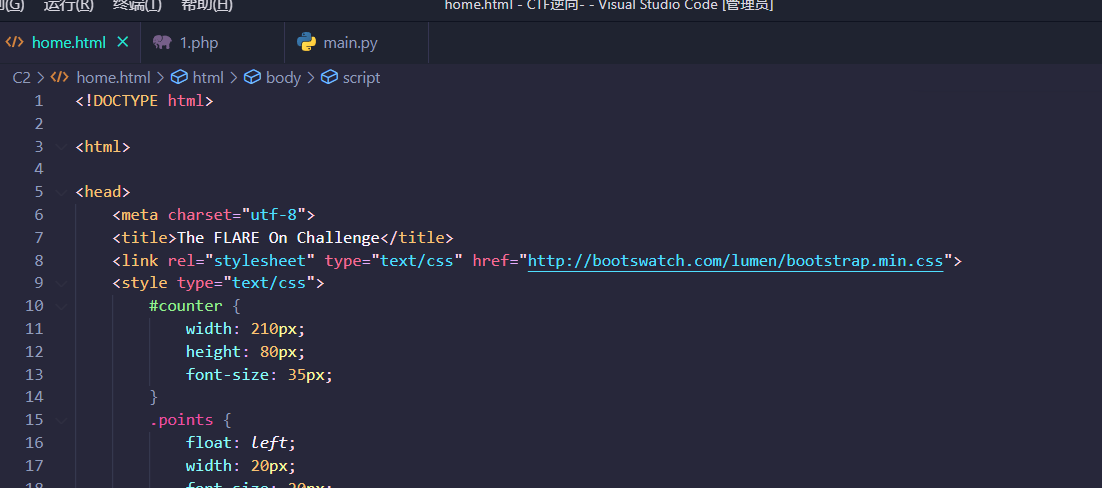 (G) 运行(R) 终端(T) 帮助(H) home.html - CTF逆向- - Visual Studio Code [管理员]
home.html × 1.php main.py
C2 > home.html > html > body > script
1 <!DOCTYPE html>
2
3 <html>
4
5 <head>
6 <meta charset="utf-8">
7 <title>The FLARE On Challenge</title>
8 <link rel="stylesheet" type="text/css" href="http://bootswatch.com/lumen/bootstrap.min.css">
9 <style type="text/css">
10 #counter {
11 width: 210px;
12 height: 80px;
13 font-size: 35px;
14 }
15 .points {
16 float: left;
17 width: 20px;
18 font-size: 20px;